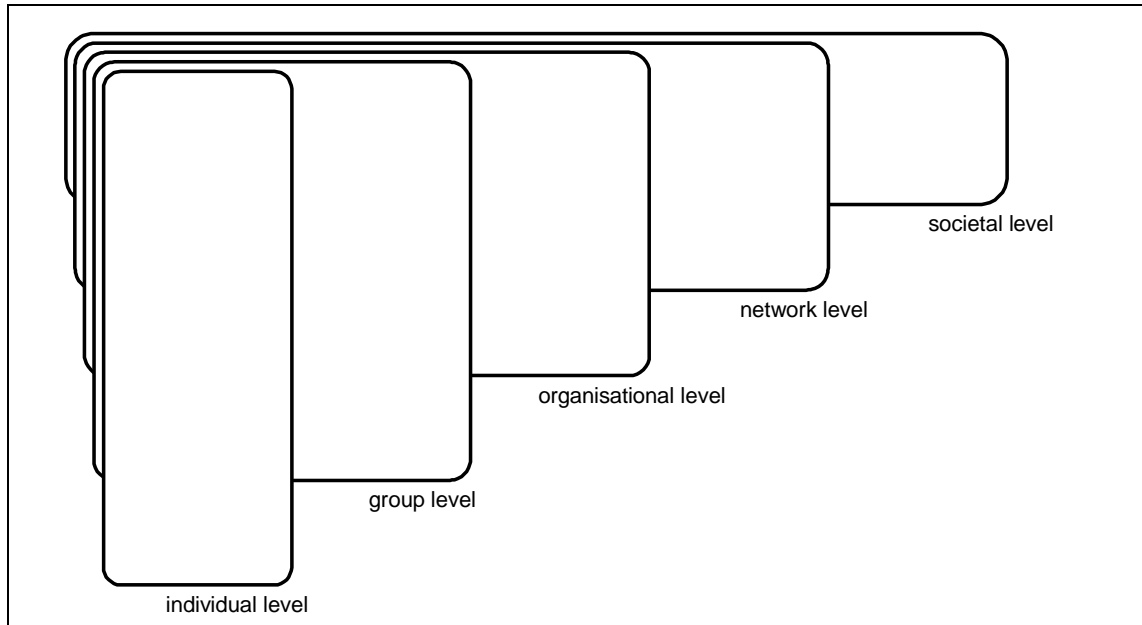 societal level
network level
organisational level
group level
individual level